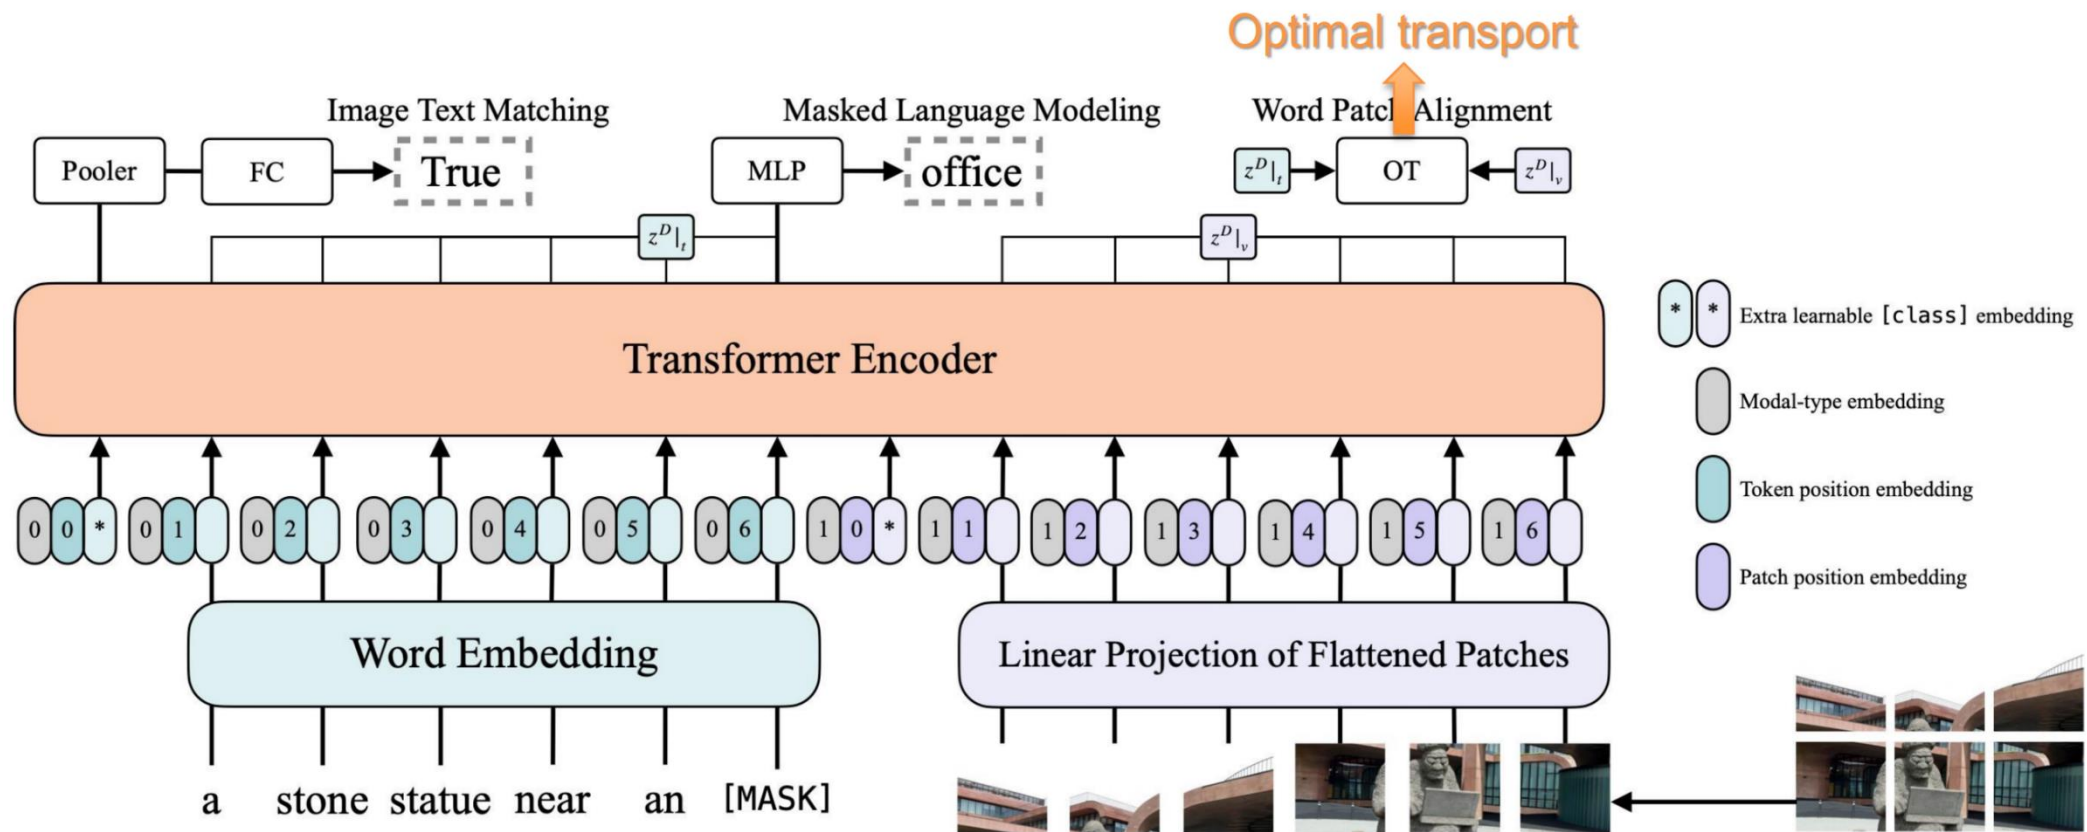 Optimal transport
Image Text Matching
Masked Language Modeling
Word Patch Alignment
Pooler
FC
True
MLP
office
z^D|_t
OT
z^D|_v
z^D|_t
z^D|_v
Transformer Encoder
* * Extra learnable [class] embedding
Modal-type embedding
Token position embedding
Patch position embedding
0 0 * 0 1 0 2 0 3 0 4 0 5 0 6 1 0 * 1 1 1 2 1 3 1 4 1 5 1 6
Word Embedding
Linear Projection of Flattened Patches
a stone statue near an [MASK]